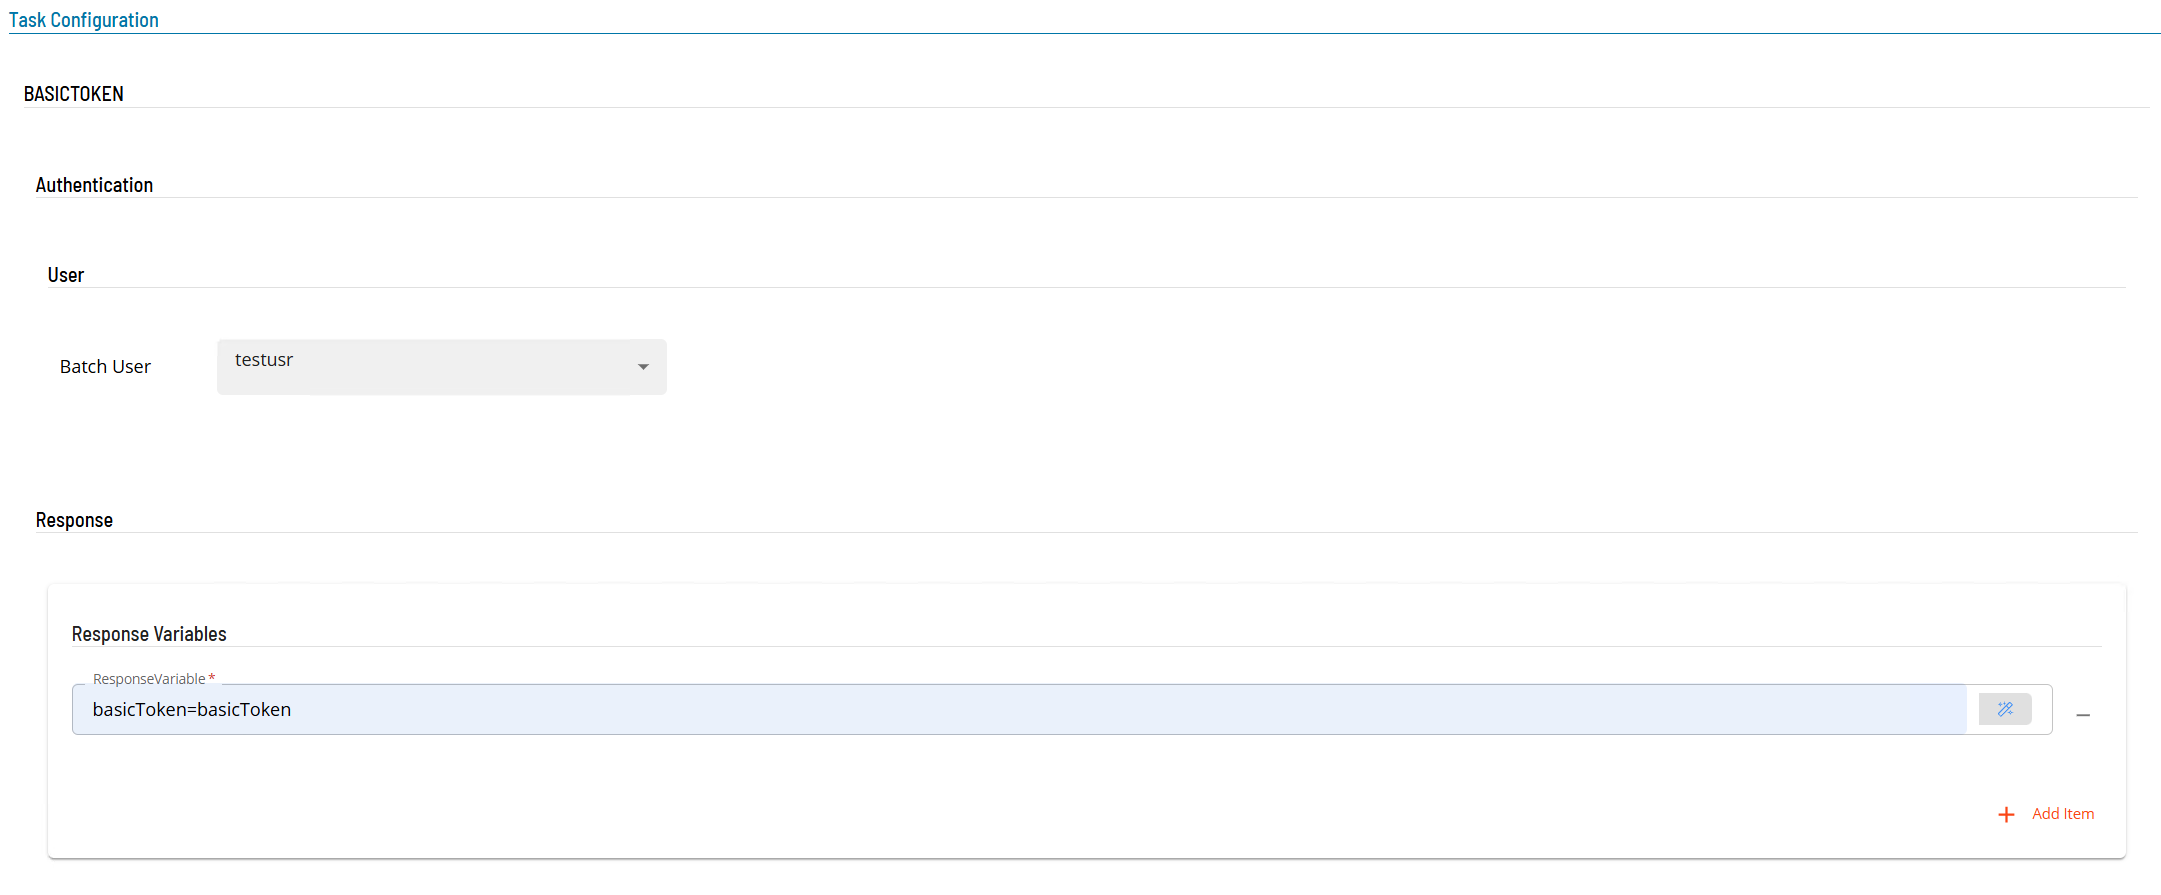 Task Configuration
BASICTOKEN
Authentication
User
Batch User
testusr
Response
Response Variables
ResponseVariable *
basicToken=basicToken
Add Item